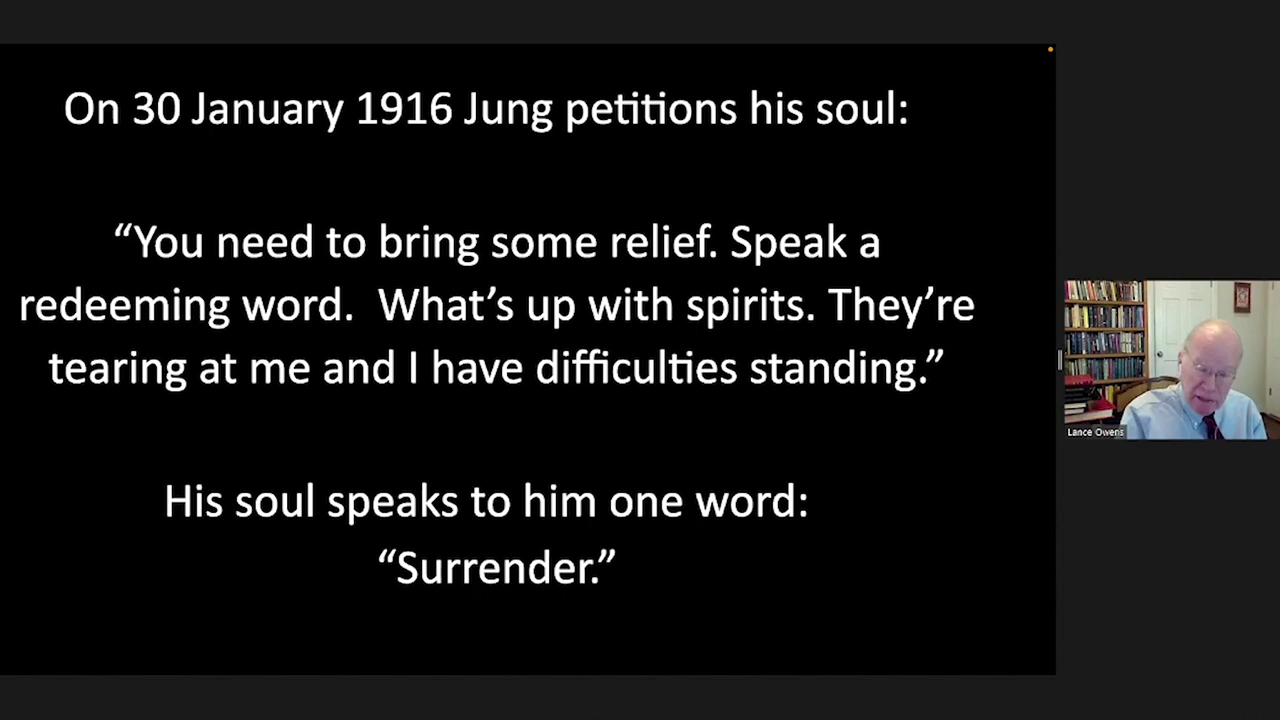 On 30 January 1916 Jung petitions his soul:
“You need to bring some relief. Speak a
redeeming word.  What’s up with spirits. They’re
tearing at me and I have difficulties standing.”
His soul speaks to him one word:
“Surrender.”
Lance Owens